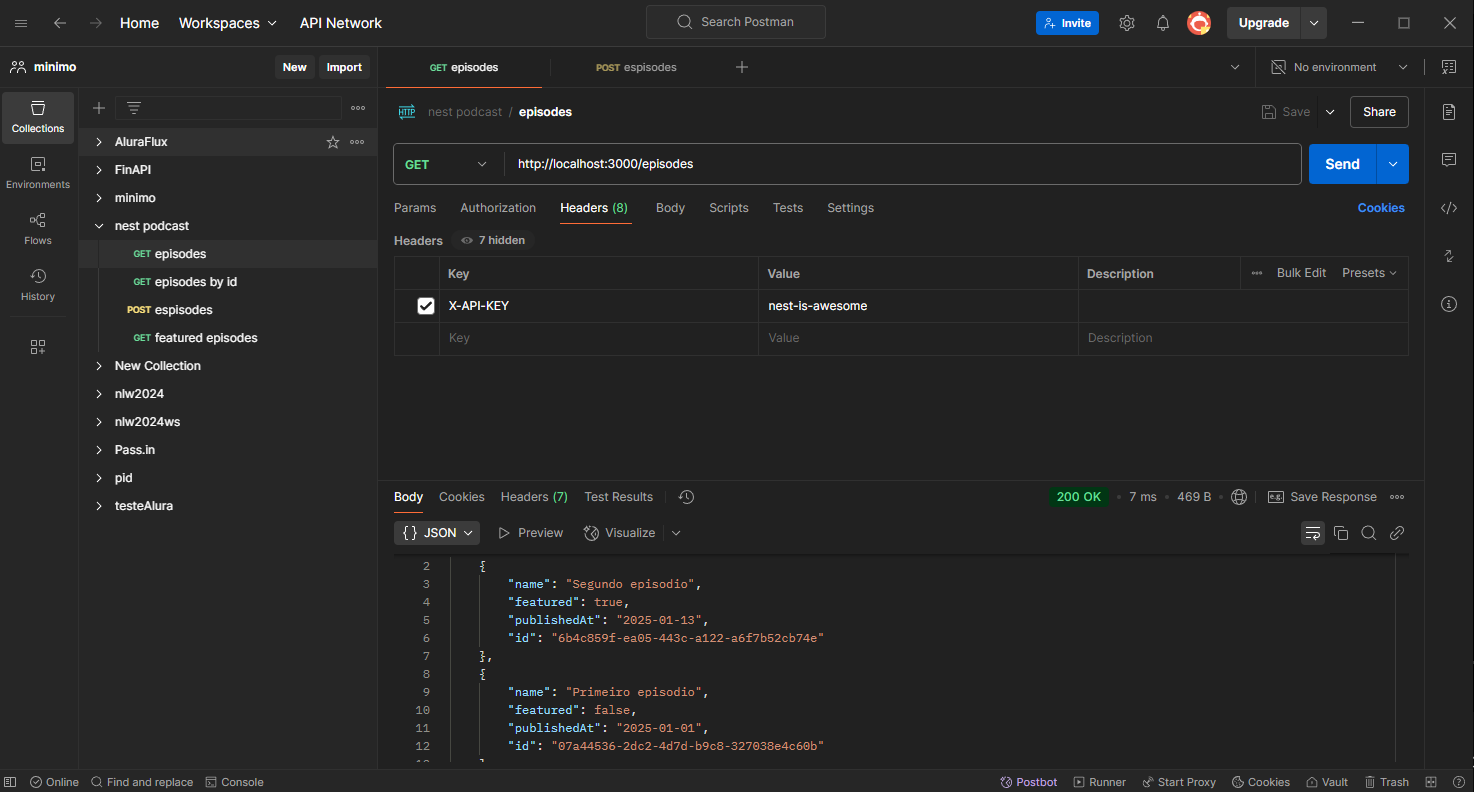 Home Workspaces API Network Search Postman Invite Upgrade
minimo New Import GET episodes POST espisodes No environment
Collections
Environments
Flows
History
AluraFlux
FinAPI
minimo
nest podcast
GET episodes
GET episodes by id
POST espisodes
GET featured episodes
New Collection
nlw2024
nlw2024ws
Pass.in
pid
testeAlura
HTTP nest podcast / episodes Save Share
GET http://localhost:3000/episodes Send
Params Authorization Headers (8) Body Scripts Tests Settings Cookies
Headers 7 hidden
Key Value Description Bulk Edit Presets
X-API-KEY nest-is-awesome
Key Value Description
Body Cookies Headers (7) Test Results 200 OK • 7 ms • 469 B • e.g. Save Response
{} JSON Preview Visualize
2 {
3 "name": "Segundo episodio",
4 "featured": true,
5 "publishedAt": "2025-01-13",
6 "id": "6b4c859f-ea05-443c-a122-a6f7b52cb74e"
7 },
8 {
9 "name": "Primeiro episodio",
10 "featured": false,
11 "publishedAt": "2025-01-01",
12 "id": "07a44536-2dc2-4d7d-b9c8-327038e4c60b"
Online Find and replace Console Postbot Runner Start Proxy Cookies Vault Trash